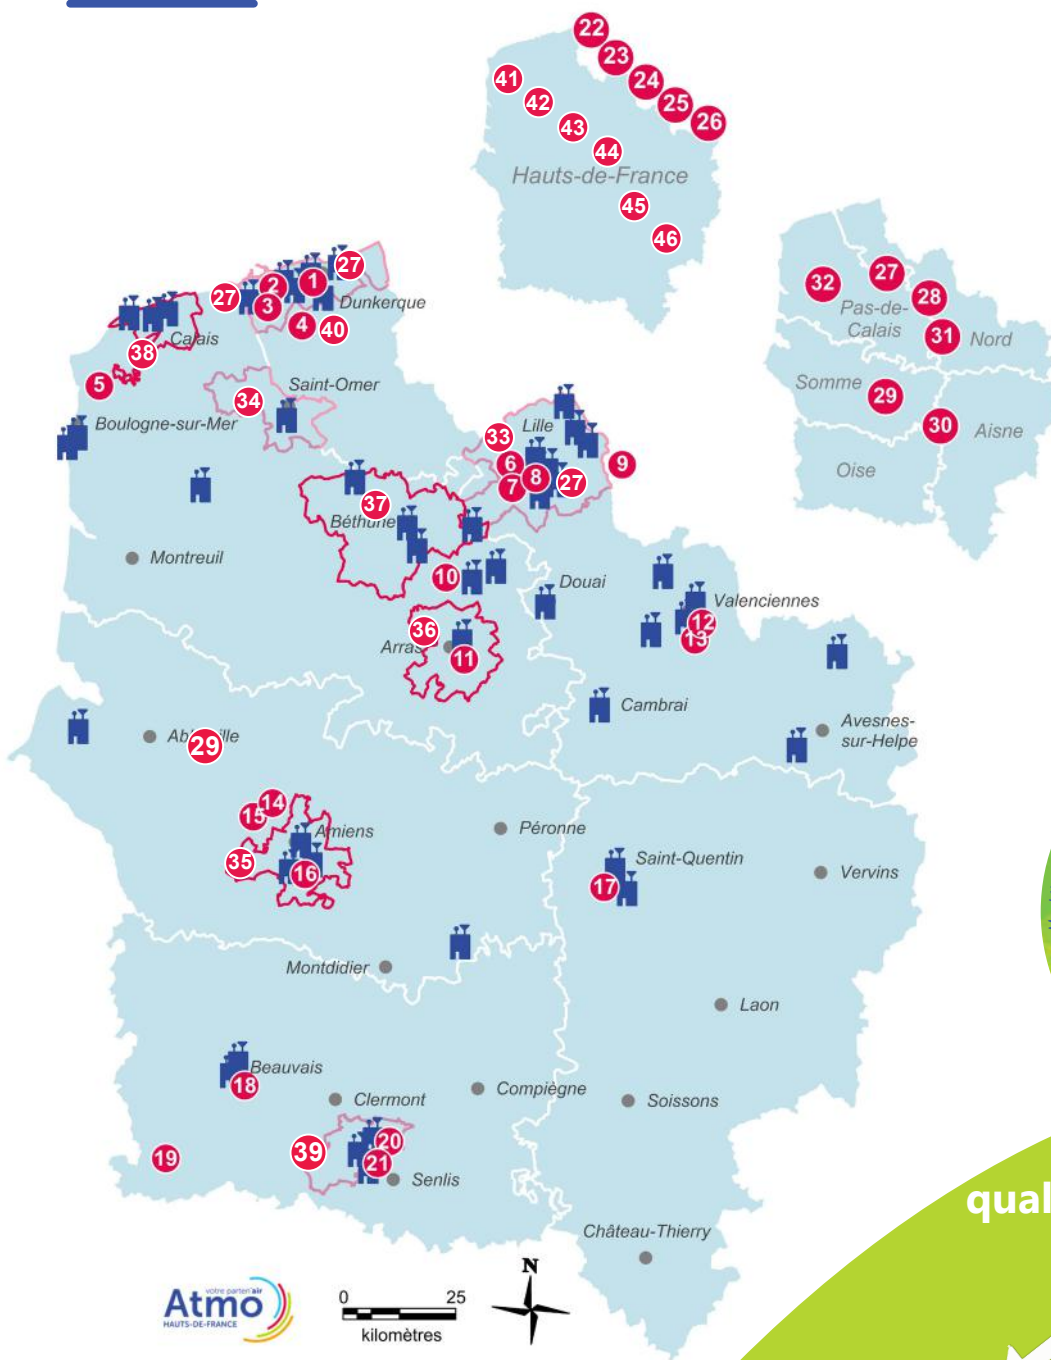 22
23
24
25
26
41
42
43
44
45
46
Hauts-de-France
32
27
28
31
Pas-de-
Calais
Nord
Somme
29
30
Aisne
Oise
27
1
2
27
3
Dunkerque
4
40
Calais
38
5
Saint-Omer
34
Boulogne-sur-Mer
Lille
33
6
9
8
7
27
37
Béthune
Montreuil
10
Douai
Valenciennes
12
13
36
Arras
11
Cambrai
Avesnes-
sur-Helpe
29
14
15
Amiens
Péronne
35
16
Saint-Quentin
17
Vervins
Montdidier
Laon
Beauvais
18
Compiègne
Clermont
Soissons
20
39
19
21
Senlis
qual
Château-Thierry
N
votre parten'air
Atmo
HAUTS-DE-FRANCE
0 25
kilomètres